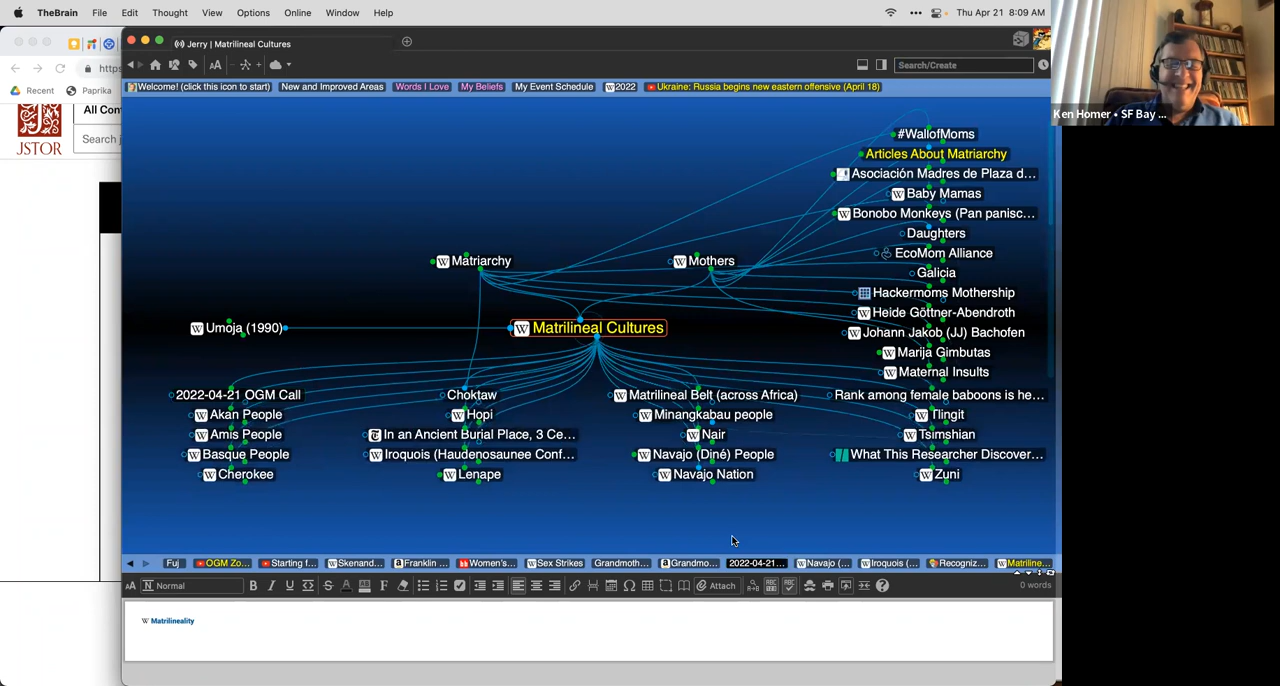 TheBrain File Edit Thought View Options Online Window Help Thu Apr 21 8:09 AM
Jerry | Matrilineal Cultures
AA Search/Create
Welcome! (click this icon to start) New and Improved Areas Words I Love My Beliefs My Event Schedule 2022 Ukraine: Russia begins new eastern offensive (April 18)
https
Recent Paprika
All Con
Search j
JSTOR
Ken Homer • SF Bay ...
#WallofMoms
Articles About Matriarchy
Asociación Madres de Plaza d...
Baby Mamas
Bonobo Monkeys (Pan panisc...
Daughters
EcoMom Alliance
Galicia
Hackermoms Mothership
Heide Göttner-Abendroth
Johann Jakob (JJ) Bachofen
Marija Gimbutas
Maternal Insults
Matriarchy Mothers
Umoja (1990) Matrilineal Cultures
2022-04-21 OGM Call Choktaw Matrilineal Belt (across Africa) Rank among female baboons is he...
Akan People Hopi Minangkabau people Tlingit
Amis People In an Ancient Burial Place, 3 Ce... Nair Tsimshian
Basque People Iroquois (Haudenosaunee Conf... Navajo (Diné) People What This Researcher Discover...
Cherokee Lenape Navajo Nation Zuni
Fuj OGM Zo... Starting f... Skenand... Franklin ... Women's... Sex Strikes Grandmoth... Grandmo... 2022-04-21... Navajo (... Iroquois (... Recogniz... Matriline...
AA N Normal B I U S A F Attach 0 words
W Matrilineality